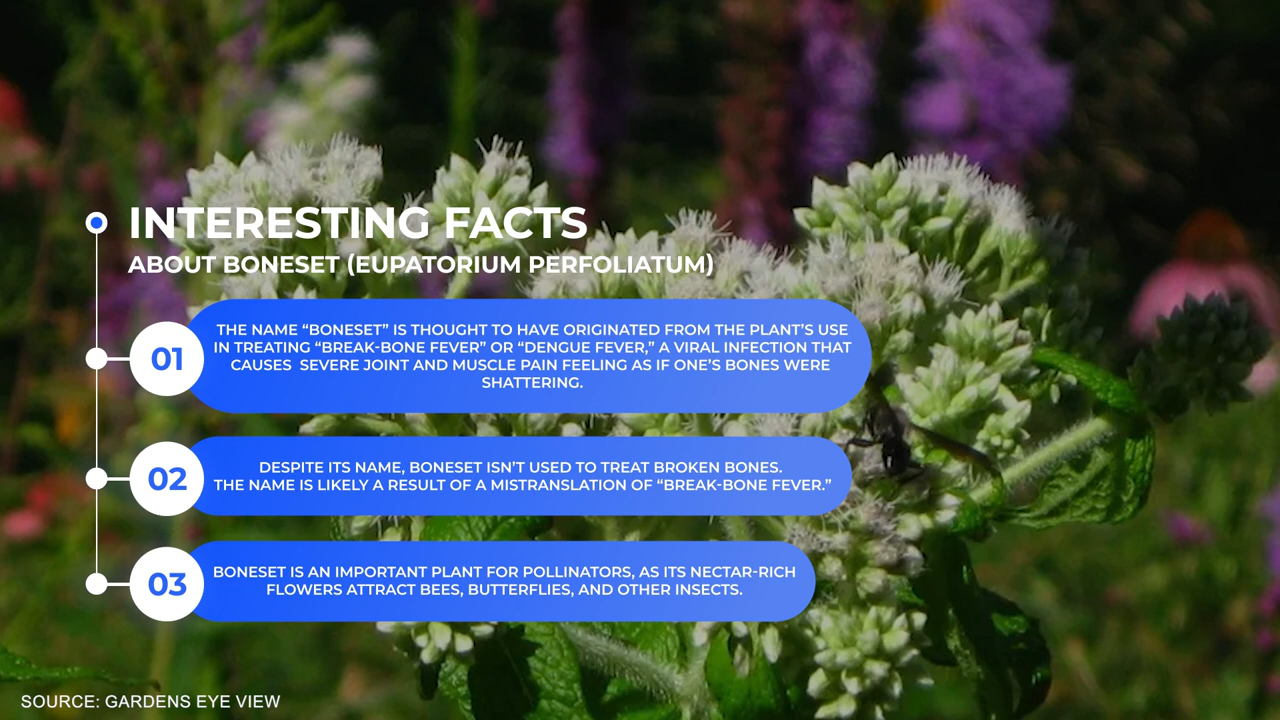 INTERESTING FACTS
ABOUT BONESET (EUPATORIUM PERFOLIATUM)
01
THE NAME “BONESET” IS THOUGHT TO HAVE ORIGINATED FROM THE PLANT’S USE
IN TREATING “BREAK-BONE FEVER” OR “DENGUE FEVER,” A VIRAL INFECTION THAT
CAUSES SEVERE JOINT AND MUSCLE PAIN FEELING AS IF ONE’S BONES WERE
SHATTERING.
02
DESPITE ITS NAME, BONESET ISN’T USED TO TREAT BROKEN BONES.
THE NAME IS LIKELY A RESULT OF A MISTRANSLATION OF “BREAK-BONE FEVER.”
03
BONESET IS AN IMPORTANT PLANT FOR POLLINATORS, AS ITS NECTAR-RICH
FLOWERS ATTRACT BEES, BUTTERFLIES, AND OTHER INSECTS.
SOURCE: GARDENS EYE VIEW